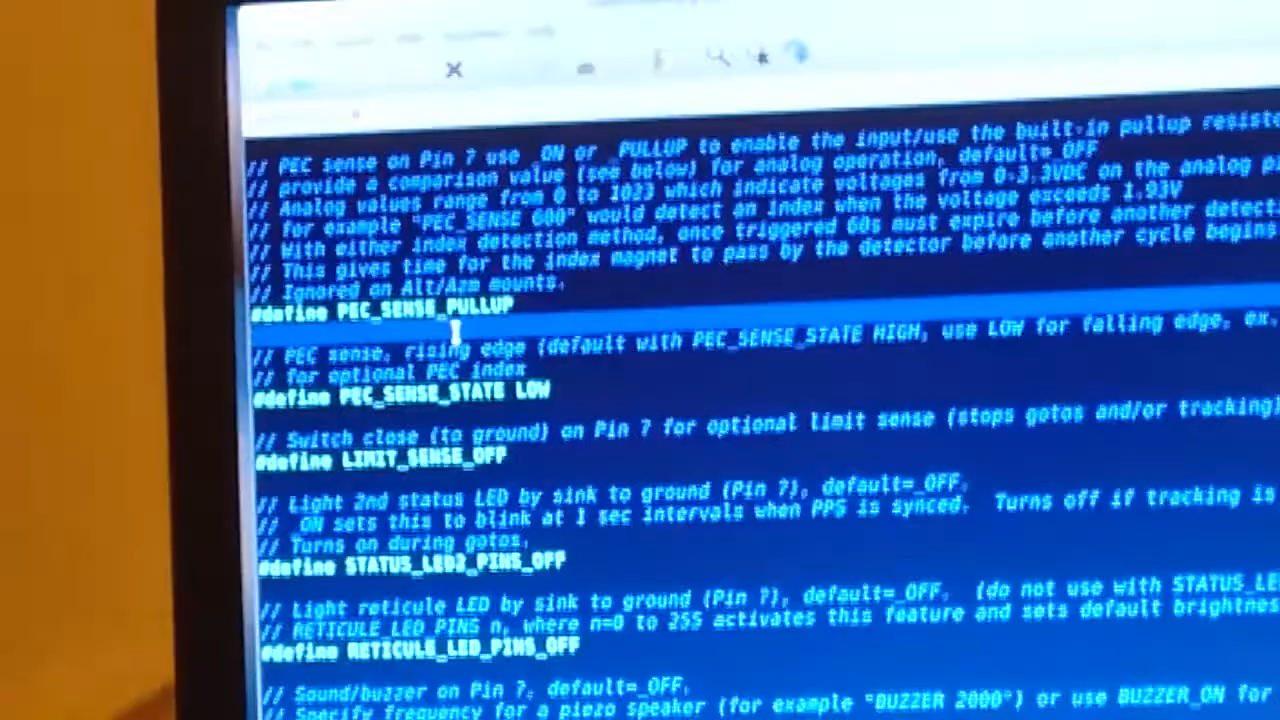 // PEC sense on Pin ? use _ON or _PULLUP to enable the input/use the built-in pullup
// provide a comparison value (see below) for analog operation, default=_OFF
// Analog values range from 0 to 1023 which indicate voltages from 0-3.3VDC on the analog
// for example "PEC_SENSE 600" would detect an index when the voltage exceeds 1.93V
// With either index detection method, once triggered 60s must expire before another
// This gives time for the index magnet to pass by the detector before another cycle begins
// Ignored on Alt/Azm mounts.
#define PEC_SENSE_PULLUP
// PEC sense, rising edge (default with PEC_SENSE_STATE HIGH, use LOW for falling edge, ex.
// for optional PEC index
#define PEC_SENSE_STATE LOW
// Switch close (to ground) on Pin ? for optional limit sense (stops gotos and/or tracking)
#define LIMIT_SENSE_OFF
// Light 2nd status LED by sink to ground (Pin ?), default=_OFF.
// _ON sets this to blink at 1 sec intervals when PPS is synced. Turns off if tracking is
// Turns on during gotos.
#define STATUS_LED2_PINS_OFF
// Light reticule LED by sink to ground (Pin ?), default=_OFF. (do not use with STATUS_LE
// RETICULE_LED_PINS n, where n=0 to 255 activates this feature and sets default brightnes
#define RETICULE_LED_PINS_OFF
// Sound/buzzer on Pin ?, default=_OFF.
// Specify frequency for a piezo speaker (for example "BUZZER 2000") or use BUZZER_ON for